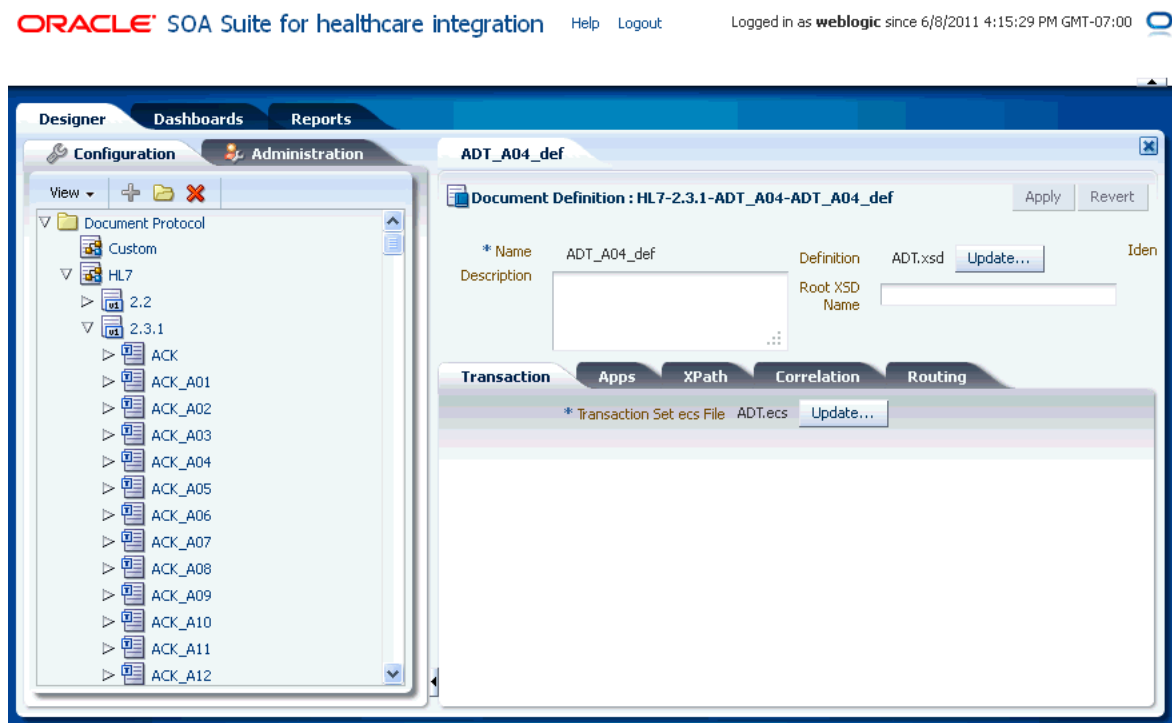 ORACLE SOA Suite for healthcare integration Help Logout Logged in as weblogic since 6/8/2011 4:15:29 PM GMT-07:00
Designer Dashboards Reports
Configuration Administration
View
Document Protocol
Custom
HL7
2.2
2.3.1
ACK
ACK_A01
ACK_A02
ACK_A03
ACK_A04
ACK_A05
ACK_A06
ACK_A07
ACK_A08
ACK_A09
ACK_A10
ACK_A11
ACK_A12
ADT_A04_def
Document Definition : HL7-2.3.1-ADT_A04-ADT_A04_def Apply Revert
* Name ADT_A04_def
Description
Definition ADT.xsd Update... Iden
Root XSD
Name
Transaction Apps XPath Correlation Routing
* Transaction Set ecs File ADT.ecs Update...